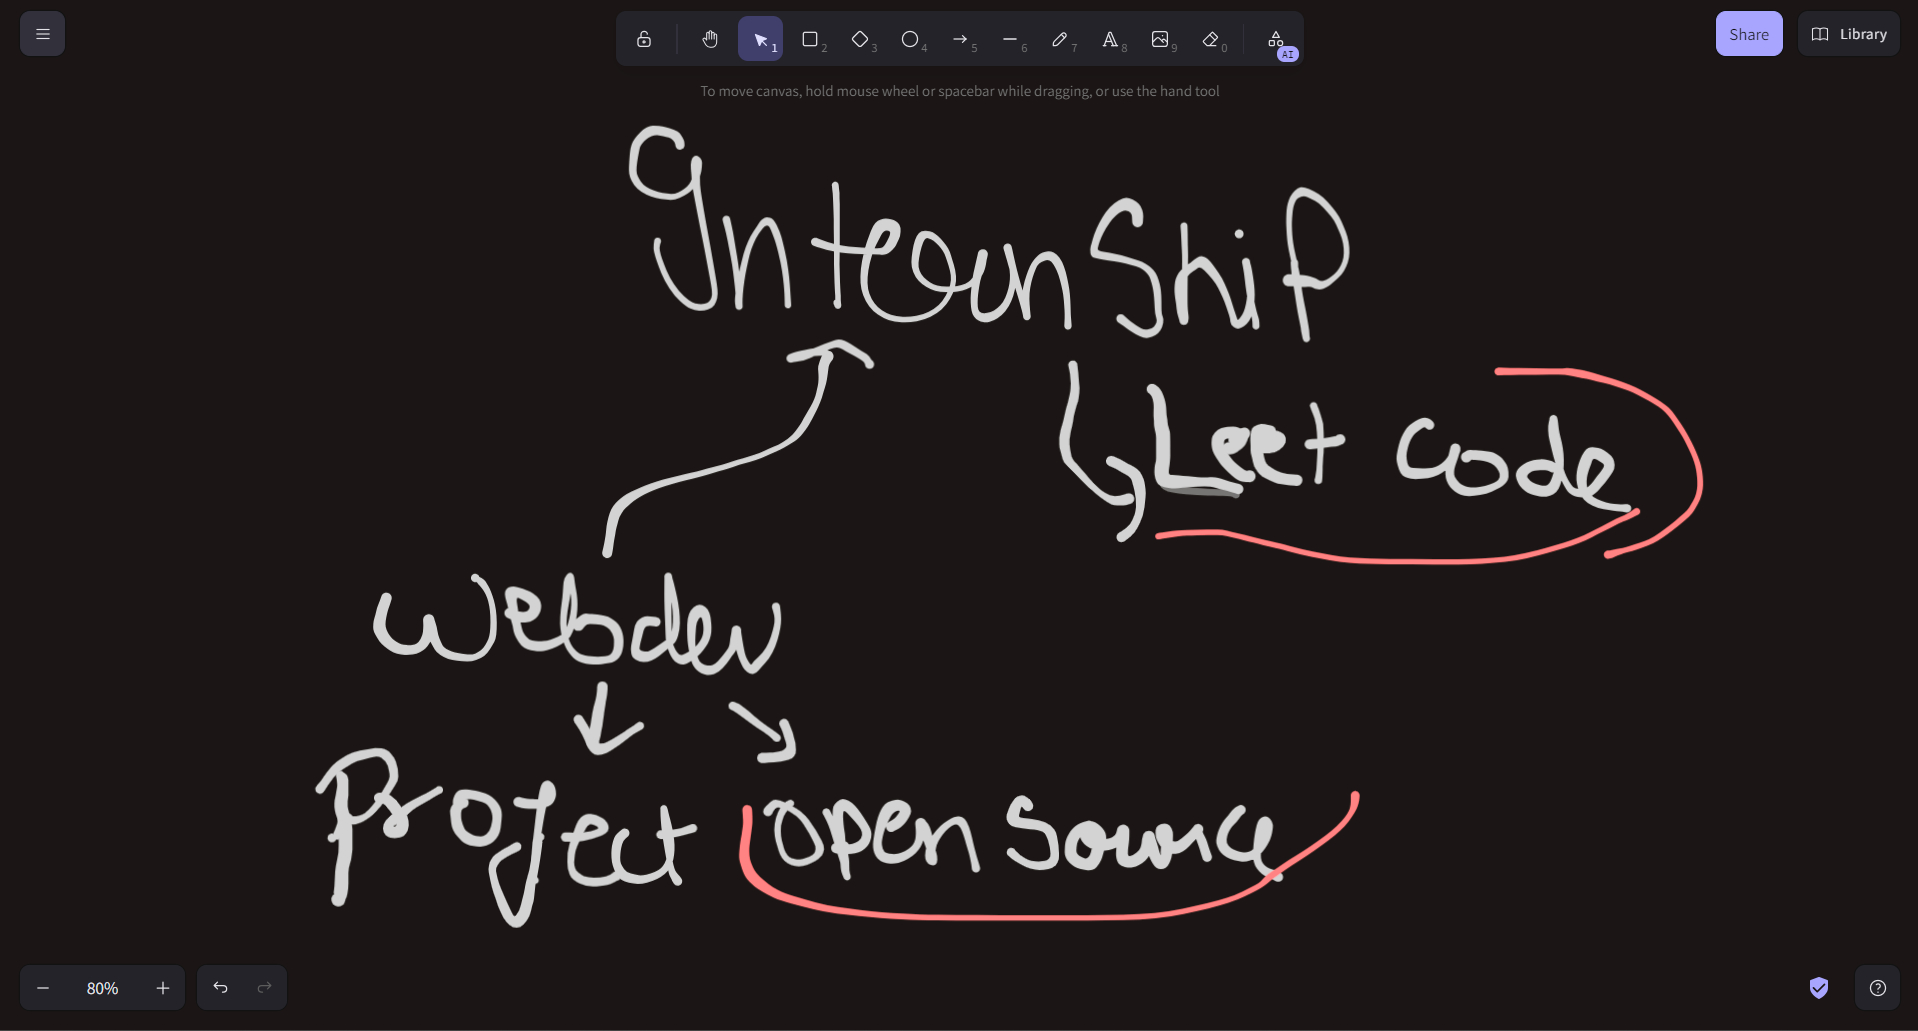 1 2 3 4 5 6 7 8 9 0 AI
Share Library
To move canvas, hold mouse wheel or spacebar while dragging, or use the hand tool
InternShip
Leet code
webdev
Project open Source
80%